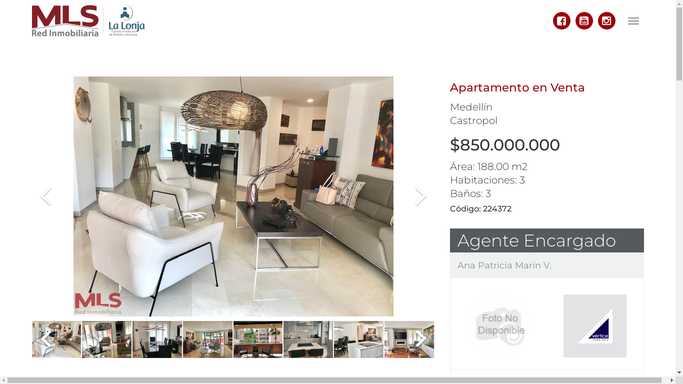 MLS
Red Inmobiliaria
La Lonja
Apartamento en Venta
Medellín
Castropol
$850.000.000
Área: 188.00 m2
Habitaciones: 3
Baños: 3
Código: 224372
Agente Encargado
Ana Patricia Marin V.
MLS
Red Inmobiliaria
Foto No
Disponible